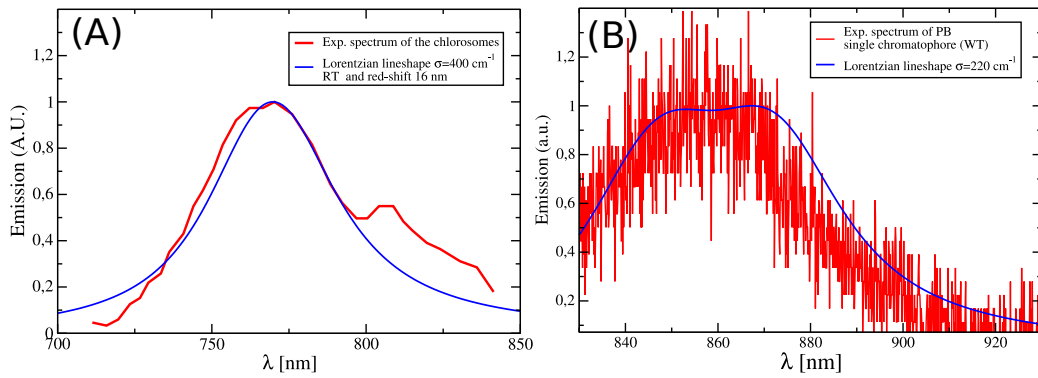 (A)
Exp. spectrum of the chlorosomes
Lorentzian lineshape σ=400 cm⁻¹
RT and red-shift 16 nm
Emission (A.U.)
1,2
1
0,8
0,6
0,4
0,2
0
700
750
800
850
λ [nm]
(B)
Exp. spectrum of PB
single chromatophore (WT)
Lorentzian lineshape σ=220 cm⁻¹
Emission (a.u.)
1,2
1
0,8
0,6
0,4
0,2
840
860
880
900
920
λ [nm]